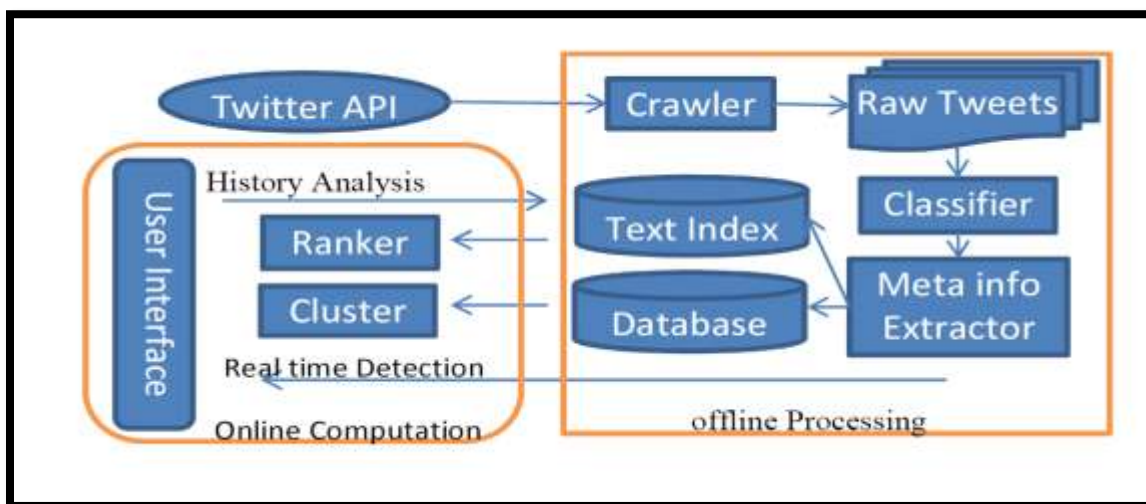 Twitter API
Crawler
Raw Tweets
User Interface
History Analysis
Ranker
Cluster
Real time Detection
Online Computation
Text Index
Database
Classifier
Meta info
Extractor
offline Processing